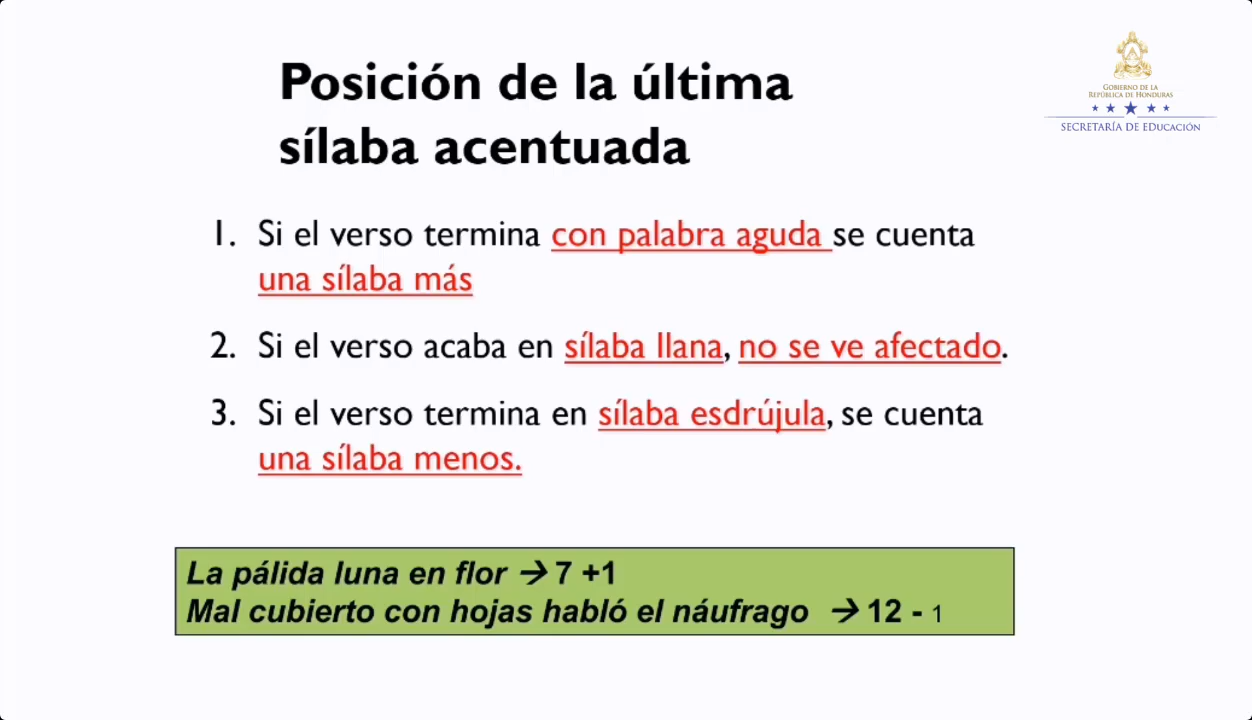 Posición de la última
sílaba acentuada
GOBIERNO DE LA
REPÚBLICA DE HONDURAS
SECRETARÍA DE EDUCACIÓN
1. Si el verso termina con palabra aguda se cuenta
una sílaba más
2. Si el verso acaba en sílaba llana, no se ve afectado.
3. Si el verso termina en sílaba esdrújula, se cuenta
una sílaba menos.
La pálida luna en flor → 7 +1
Mal cubierto con hojas habló el náufrago → 12 - 1